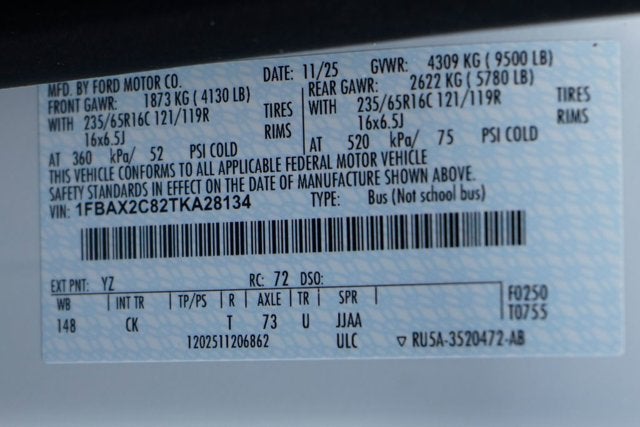 MFD. BY FORD MOTOR CO. DATE: 11/25 GVWR: 4309 KG ( 9500 LB)
FRONT GAWR: 1873 KG ( 4130 LB) REAR GAWR: 2622 KG ( 5780 LB)
WITH 235/65R16C 121/119R TIRES WITH 235/65R16C 121/119R TIRES
16x6.5J RIMS 16x6.5J RIMS
AT 360 kPa/ 52 PSI COLD AT 520 kPa/ 75 PSI COLD
THIS VEHICLE CONFORMS TO ALL APPLICABLE FEDERAL MOTOR VEHICLE
SAFETY STANDARDS IN EFFECT ON THE DATE OF MANUFACTURE SHOWN ABOVE.
VIN: 1FBAX2C82TKA28134 TYPE: Bus (Not school bus)
EXT PNT: YZ RC: 72 DSO:
WB INT TR TP/PS R AXLE TR SPR F0250
148 CK T 73 U JJAA T0755
1202511206862 ULC ▽ RU5A-3520472-AB